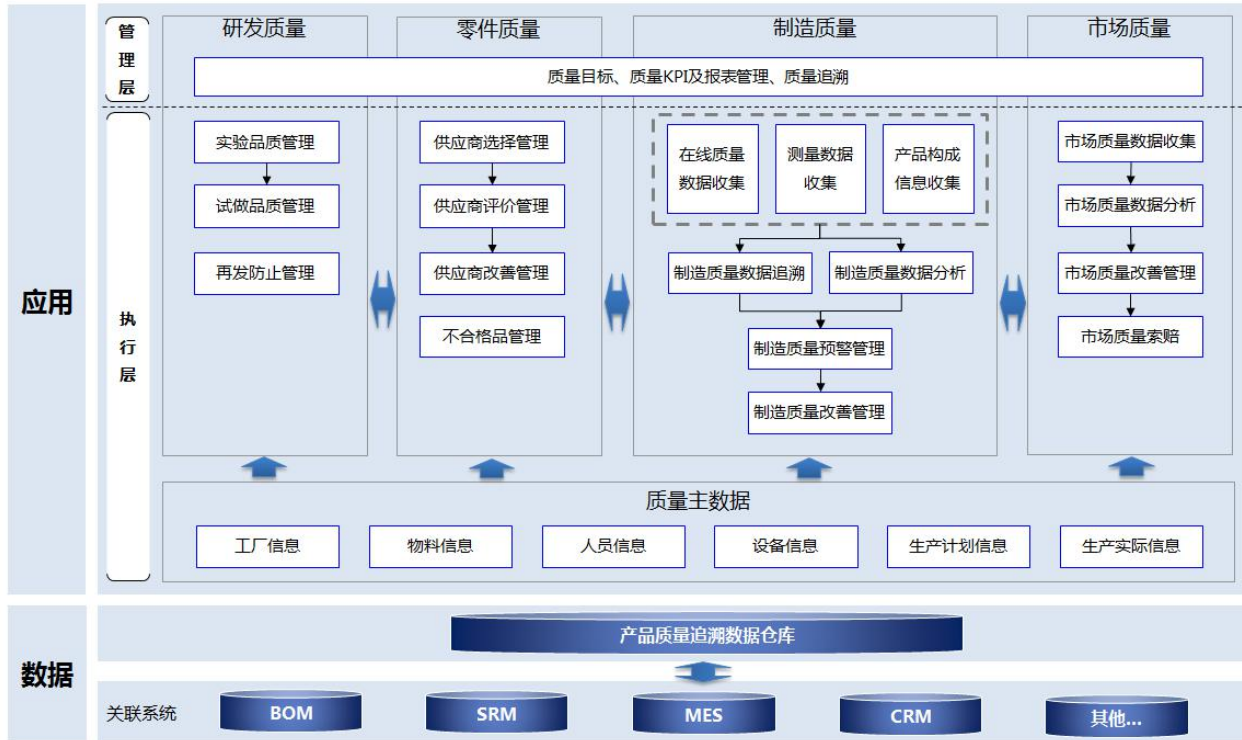 应用
管理层
研发质量
零件质量
制造质量
市场质量
质量目标、质量KPI及报表管理、质量追溯
执行层
实验品质管理
试做品质管理
再发防止管理
供应商选择管理
供应商评价管理
供应商改善管理
不合格品管理
在线质量
数据收集
测量数据
收集
产品构成
信息收集
制造质量数据追溯
制造质量数据分析
制造质量预警管理
制造质量改善管理
市场质量数据收集
市场质量数据分析
市场质量改善管理
市场质量索赔
质量主数据
工厂信息
物料信息
人员信息
设备信息
生产计划信息
生产实际信息
数据
产品质量追溯数据仓库
关联系统
BOM
SRM
MES
CRM
其他...